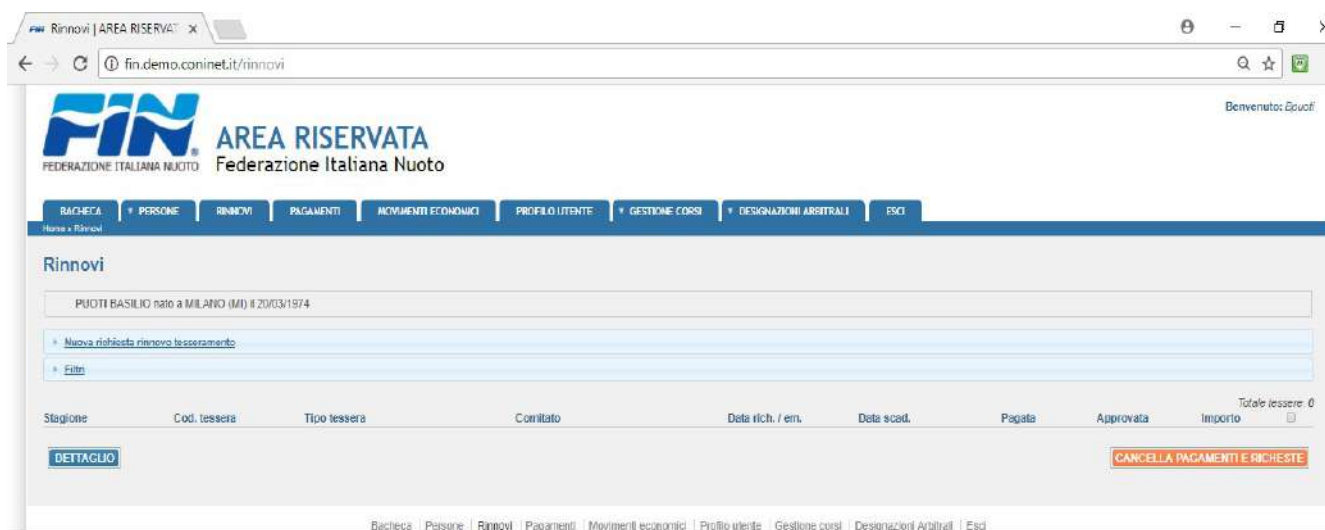 FIN Rinnovi | AREA RISERVAT x
fin.demo.coninet.it/rinnovi
Benvenuto: Bpuoti
FIN
AREA RISERVATA
FEDERAZIONE ITALIANA NUOTO Federazione Italiana Nuoto
BACHECA PERSONE RINNOVI PAGAMENTI MOVIMENTI ECONOMICI PROFILO UTENTE GESTIONE CORSI DESIGNAZIONI ARBITRALI ESCI
Home » Rinnovi
Rinnovi
PUOTI BASILIO nato a MILANO (MI) il 20/03/1974
Nuova richiesta rinnovo tesseramento
Filtri
Totale tessere: 0
Stagione Cod. tessera Tipo tessera Comitato Data rich. / em. Data scad. Pagata Approvata Importo
DETTAGLIO CANCELLA PAGAMENTI E RICHESTE
Bacheca | Persone | Rinnovi | Pagamenti | Movimenti economici | Profilo utente | Gestione corsi | Designazioni Arbitrali | Esci